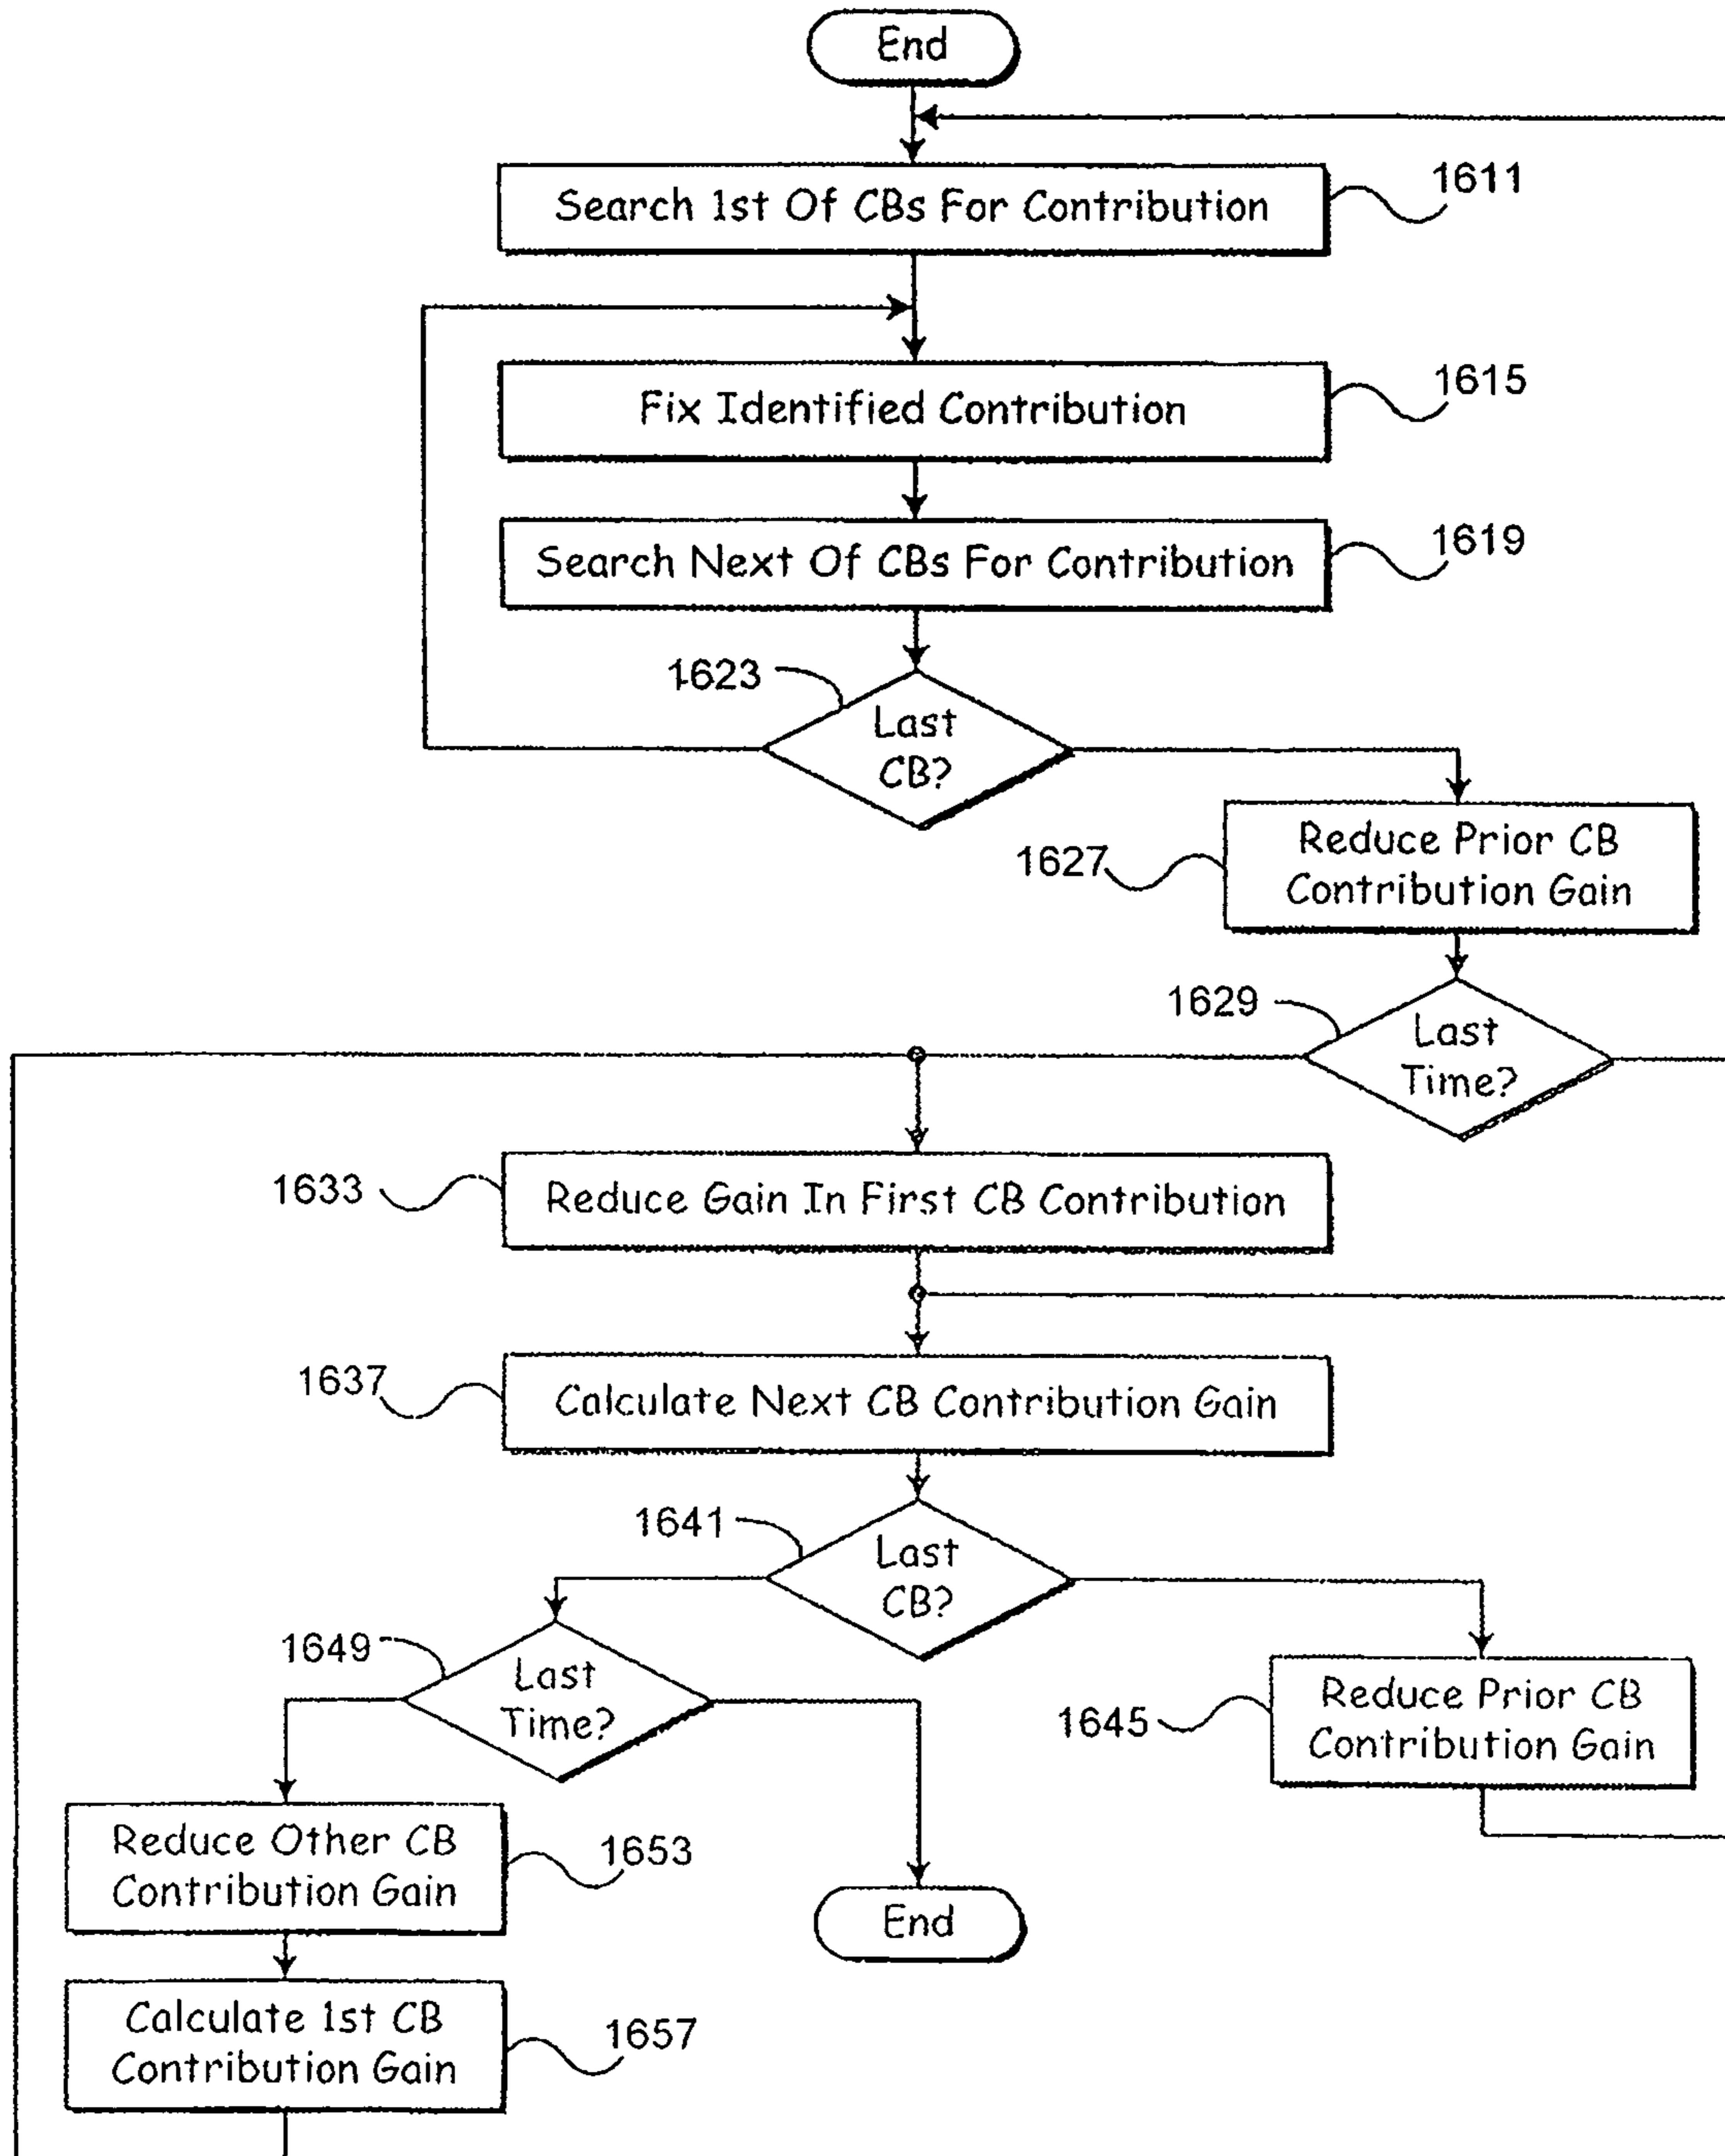 End
Search 1st Of CBs For Contribution
1611
Fix Identified Contribution
1615
Search Next Of CBs For Contribution
1619
1623
Last
CB?
1627
Reduce Prior CB
Contribution Gain
1629
Last
Time?
1633
Reduce Gain In First CB Contribution
1637
Calculate Next CB Contribution Gain
1641
Last
CB?
1649
Last
Time?
1645
Reduce Prior CB
Contribution Gain
Reduce Other CB
Contribution Gain
1653
End
Calculate 1st CB
Contribution Gain
1657